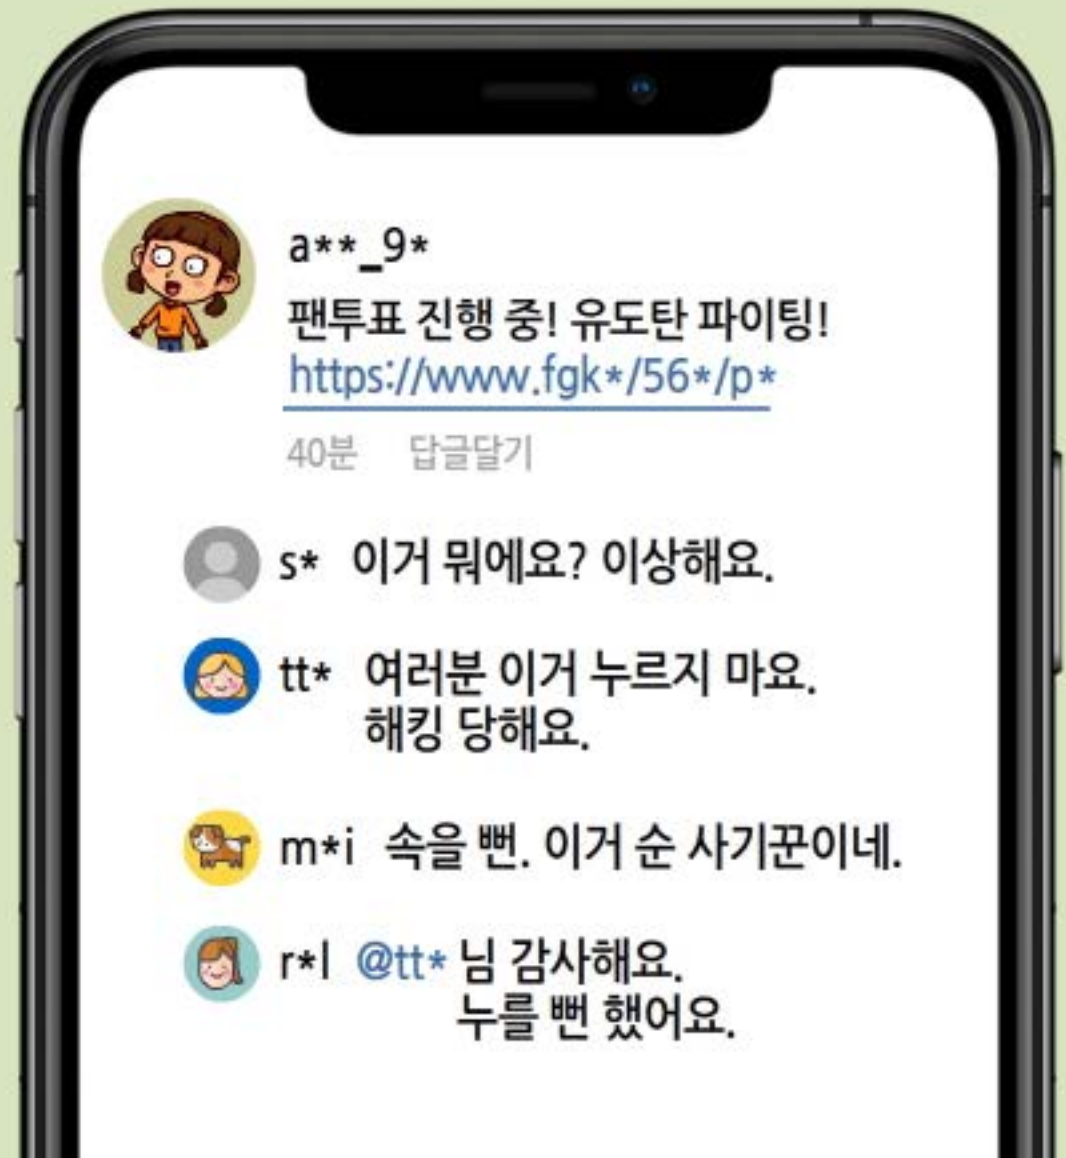 a**_9*
팬투표 진행 중! 유도탄 파이팅!
https://www.fgk*/56*/p*
40분 답글달기
s* 이거 뭐에요? 이상해요.
tt* 여러분 이거 누르지 마요.
해킹 당해요.
m*i 속을 뻔. 이거 순 사기꾼이네.
r*l @tt* 님 감사해요.
누를 뻔 했어요.